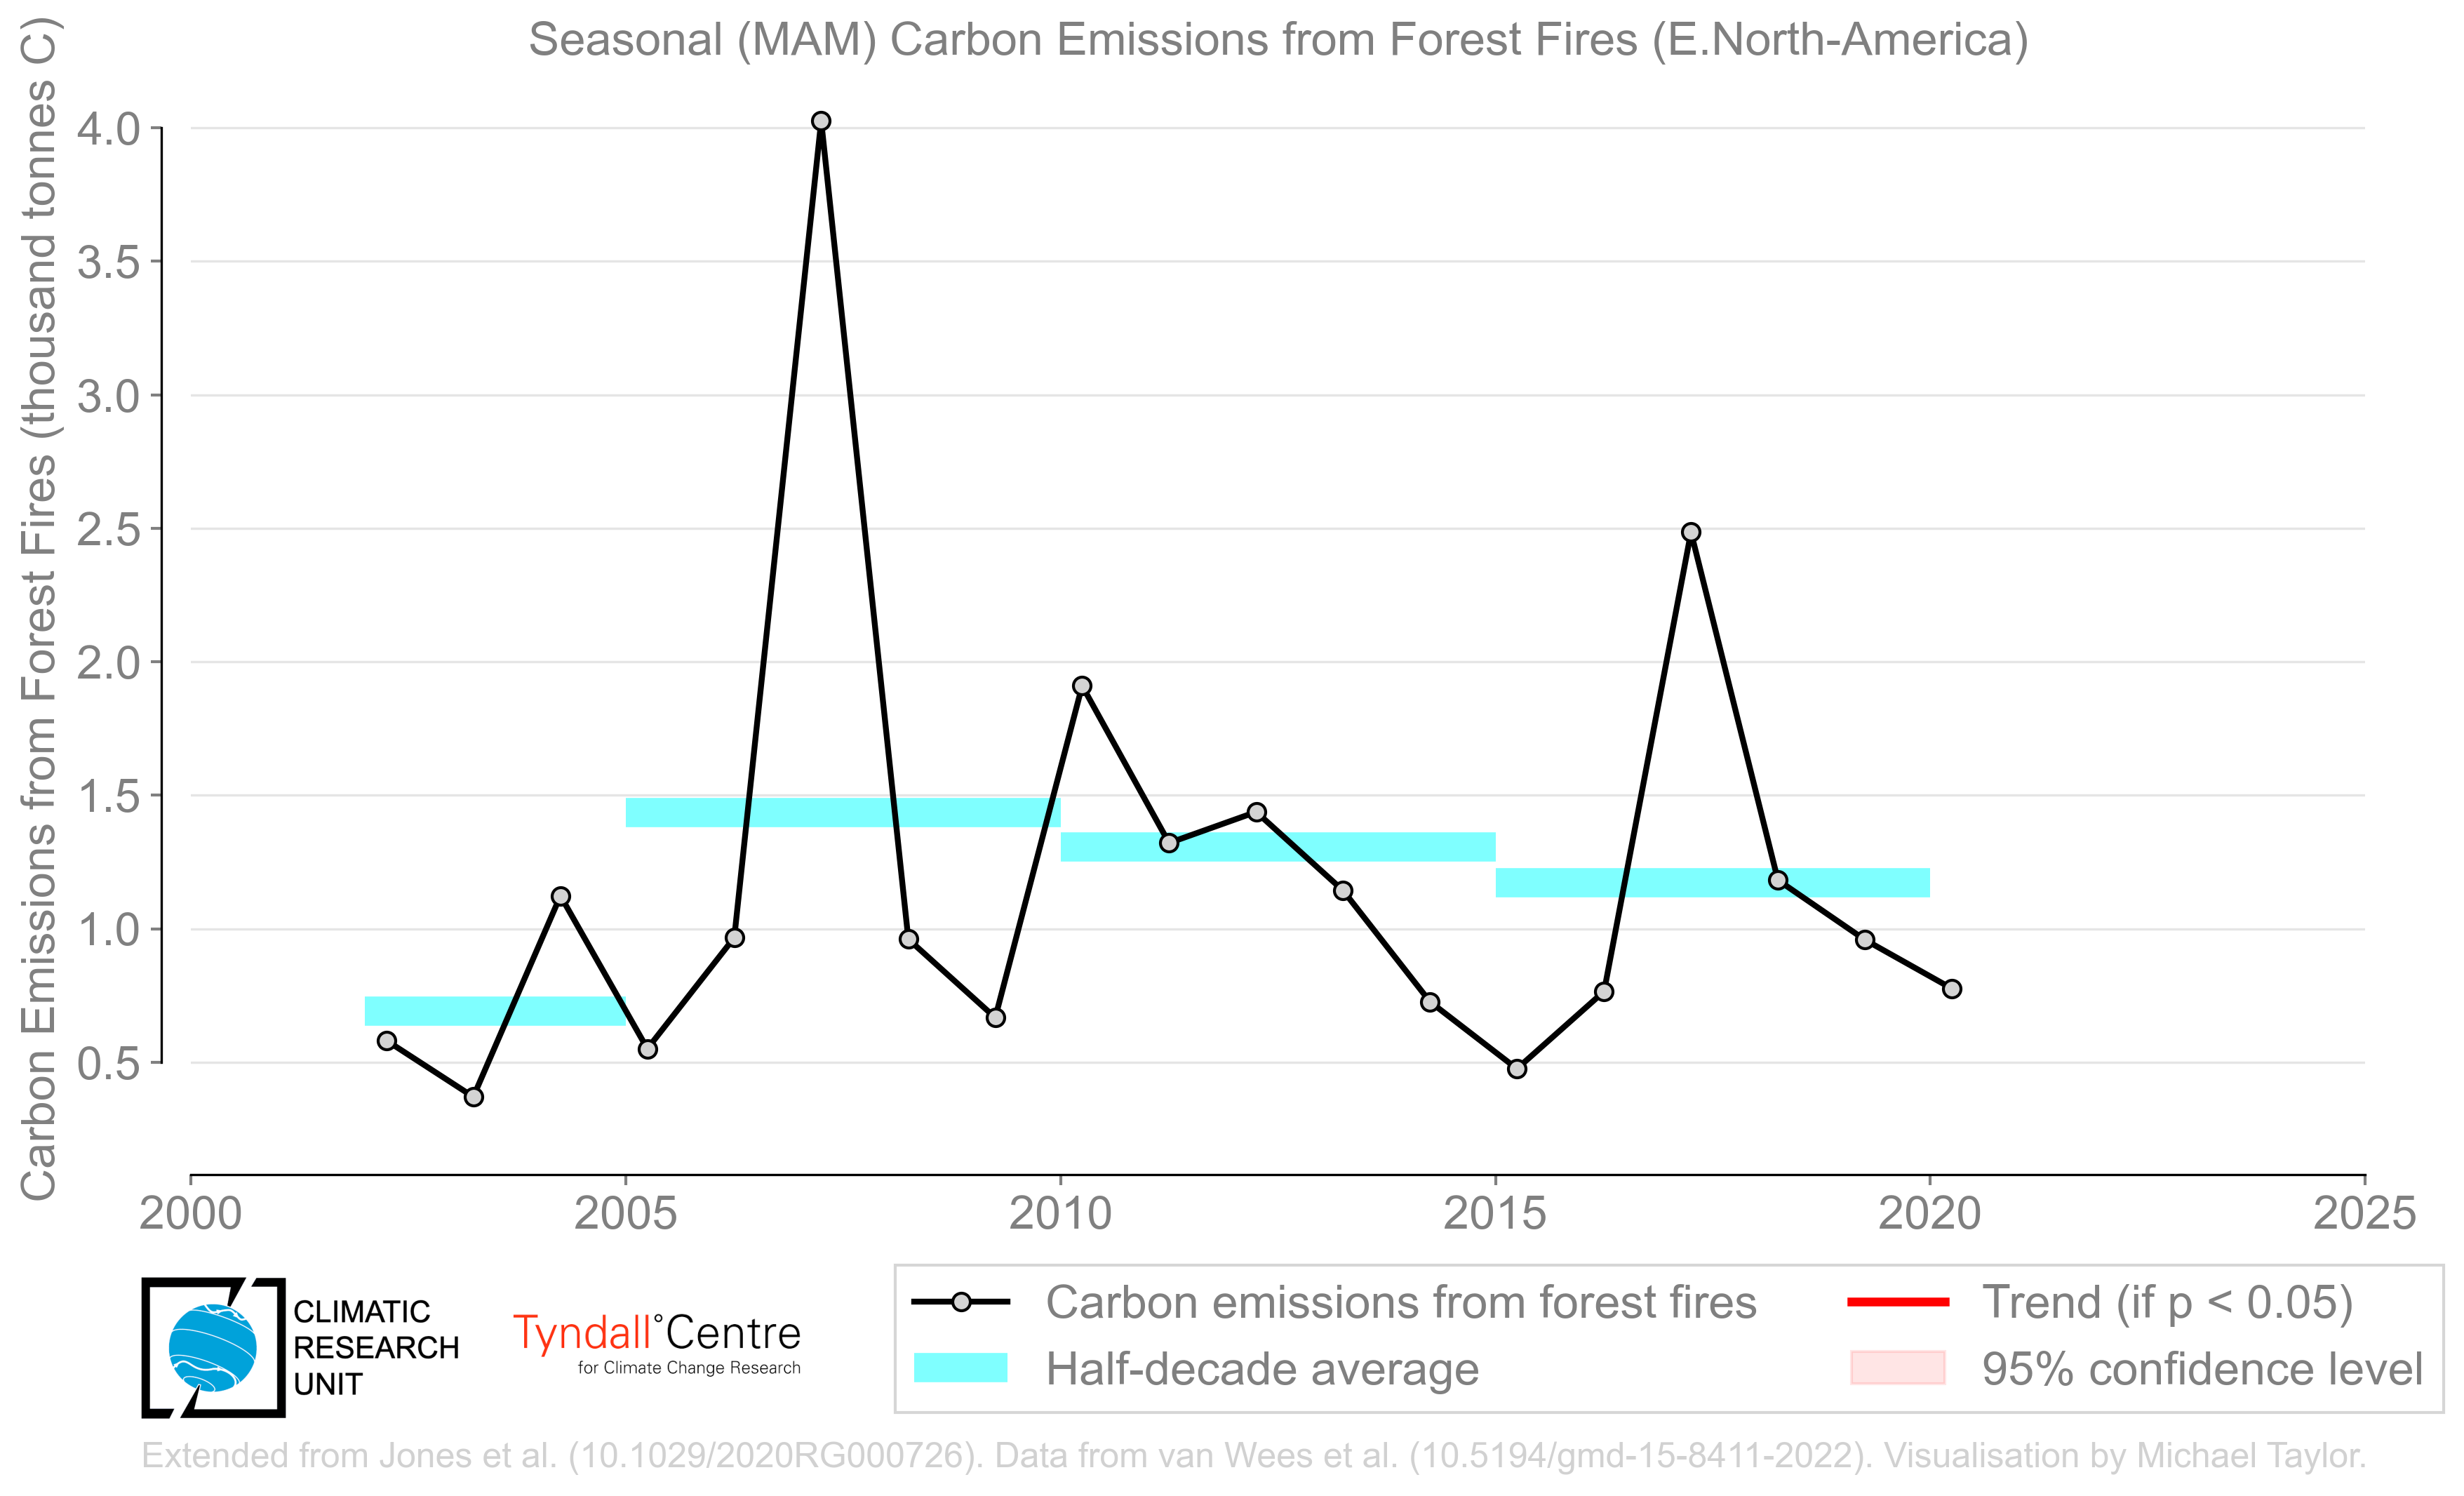 Seasonal (MAM) Carbon Emissions from Forest Fires (E.North-America)
Carbon Emissions from Forest Fires (thousand tonnes C)
4.0
3.5
3.0
2.5
2.0
1.5
1.0
0.5
2000 2005 2010 2015 2020 2025
CLIMATIC
RESEARCH
UNIT
Tyndall°Centre
for Climate Change Research
Carbon emissions from forest fires
Half-decade average
Trend (if p < 0.05)
95% confidence level
Extended from Jones et al. (10.1029/2020RG000726). Data from van Wees et al. (10.5194/gmd-15-8411-2022). Visualisation by Michael Taylor.